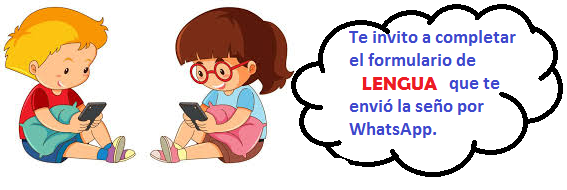 Te invito a completar
el formulario de
LENGUA que te
envió la seño por
WhatsApp.